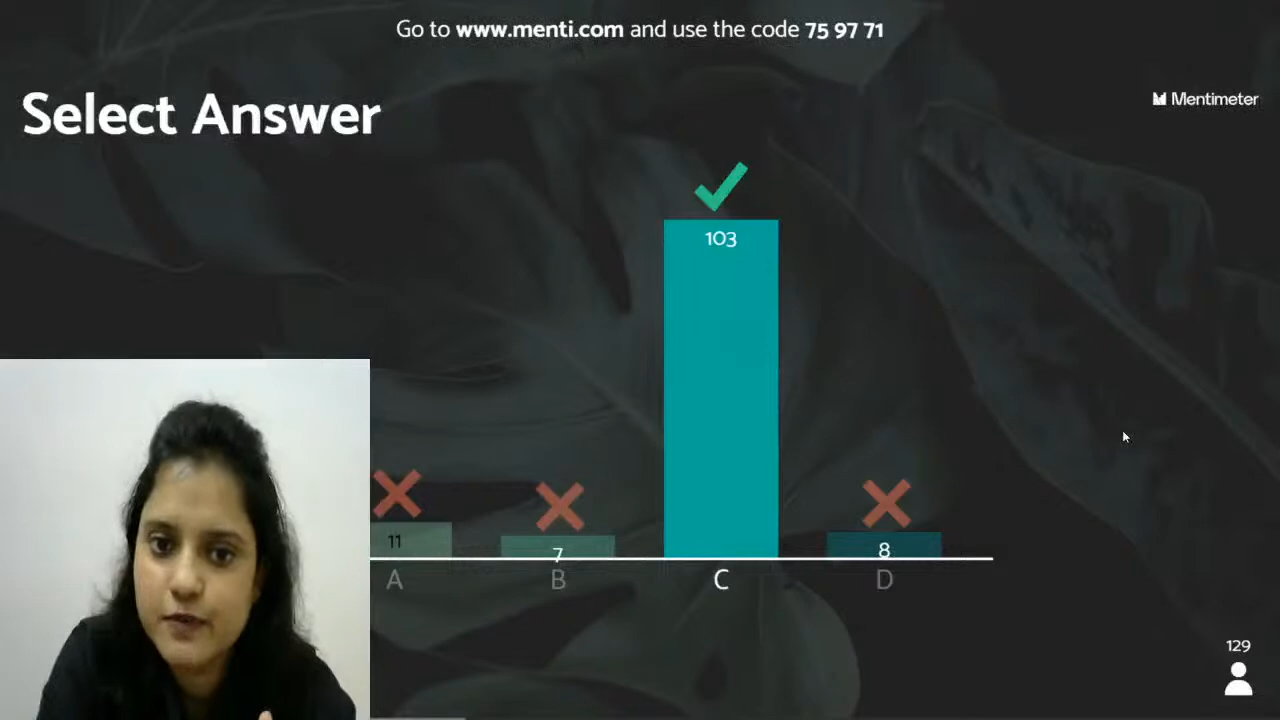 Go to www.menti.com and use the code 75 97 71
Select Answer
Mentimeter
103
11
7
8
A
B
C
D
129